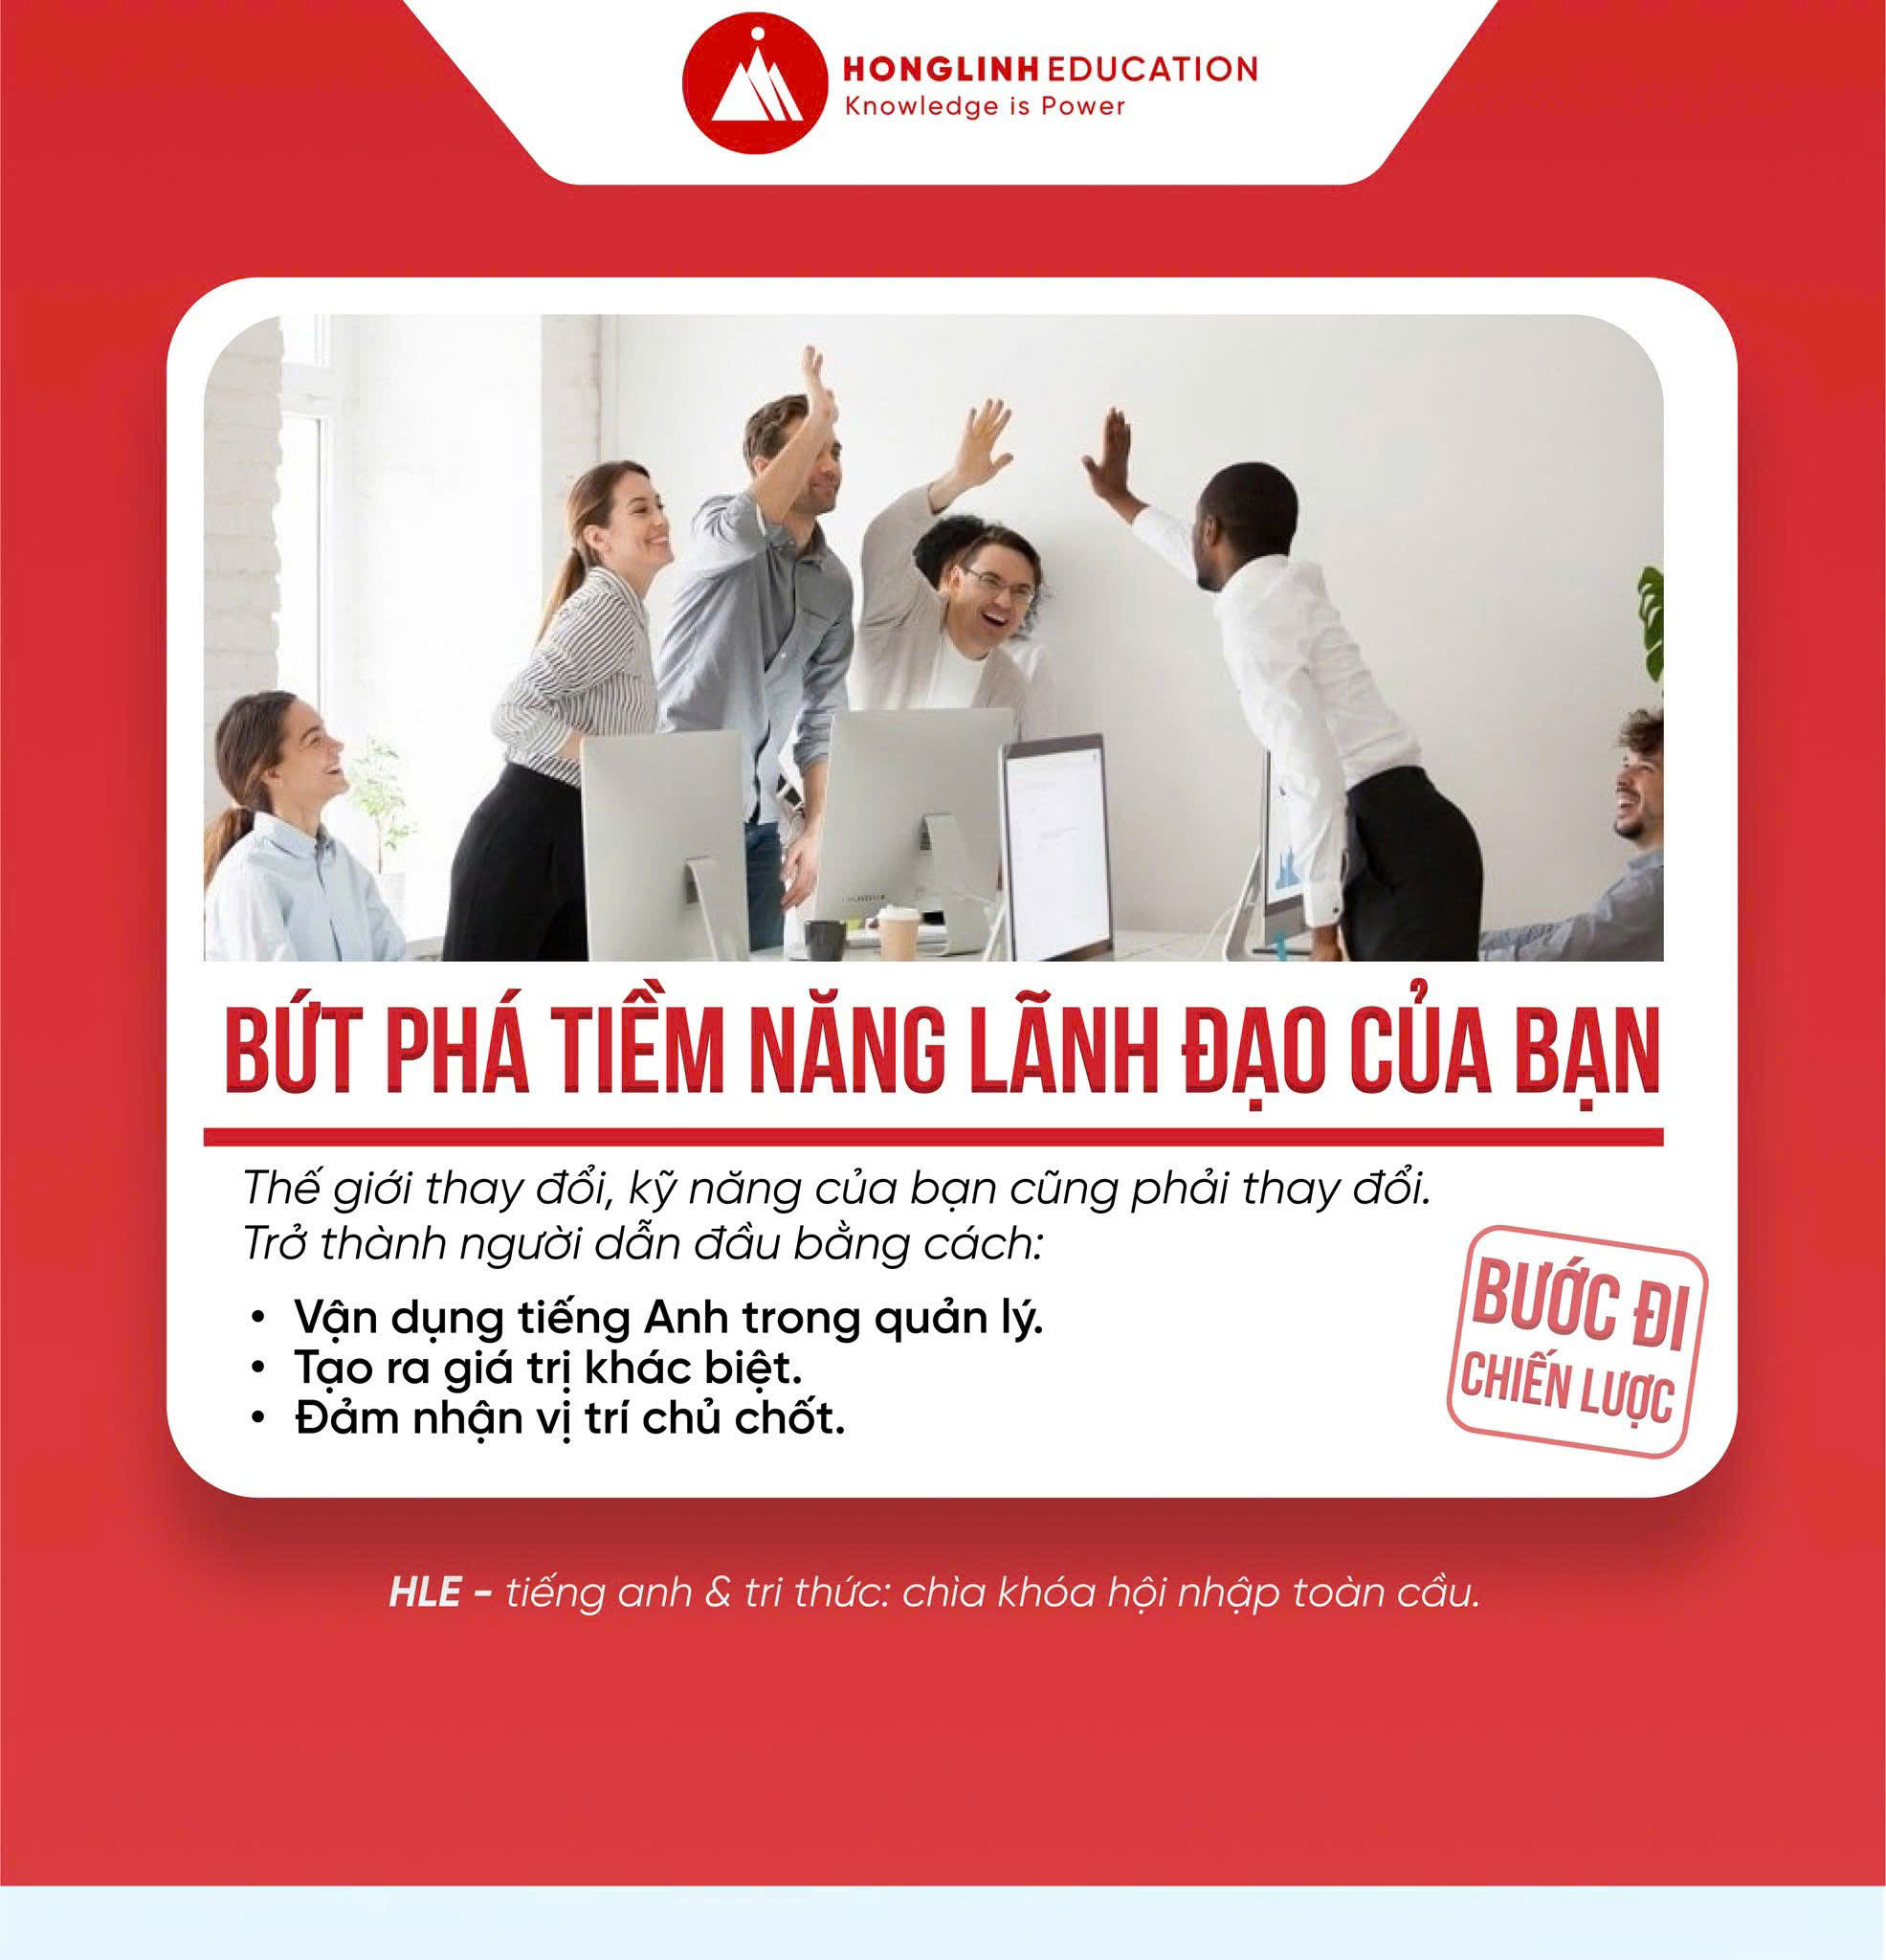 HONGLINH EDUCATION
Knowledge is Power
BỨT PHÁ TIỀM NĂNG LÃNH ĐẠO CỦA BẠN
Thế giới thay đổi, kỹ năng của bạn cũng phải thay đổi.
Trở thành người dẫn đầu bằng cách:
• Vận dụng tiếng Anh trong quản lý.
• Tạo ra giá trị khác biệt.
• Đảm nhận vị trí chủ chốt.
BƯỚC ĐI
CHIẾN LƯỢC
HLE - tiếng anh & tri thức: chìa khóa hội nhập toàn cầu.